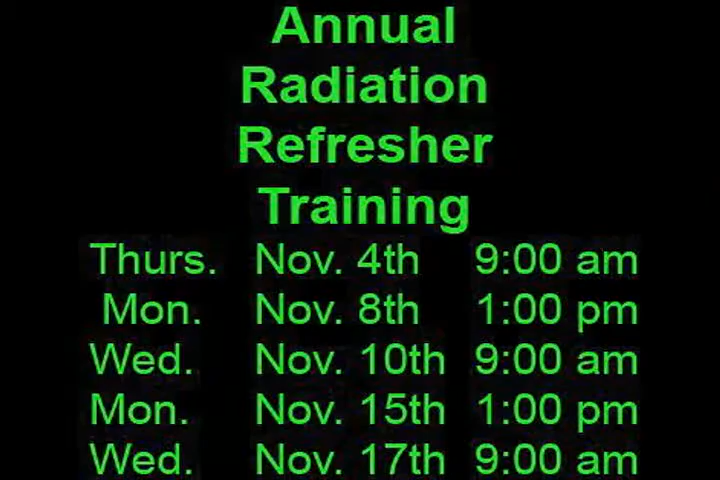 Annual
Radiation
Refresher
Training
Thurs. Nov. 4th 9:00 am
Mon. Nov. 8th 1:00 pm
Wed. Nov. 10th 9:00 am
Mon. Nov. 15th 1:00 pm
Wed. Nov. 17th 9:00 am